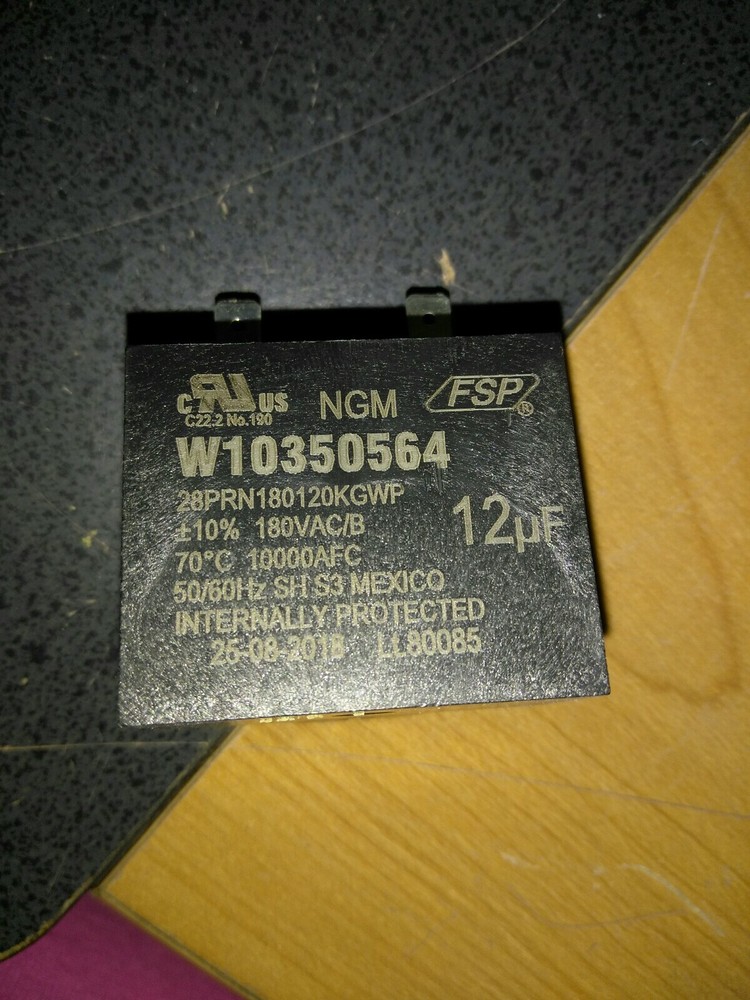 C RU US NGM FSP®
C22.2 No.190
W10350564
28PRN180120KGWP
±10% 180VAC/B 12µF
70°C 10000AFC
50/60Hz SH S3 MEXICO
INTERNALLY PROTECTED
25-08-2018 LL80085